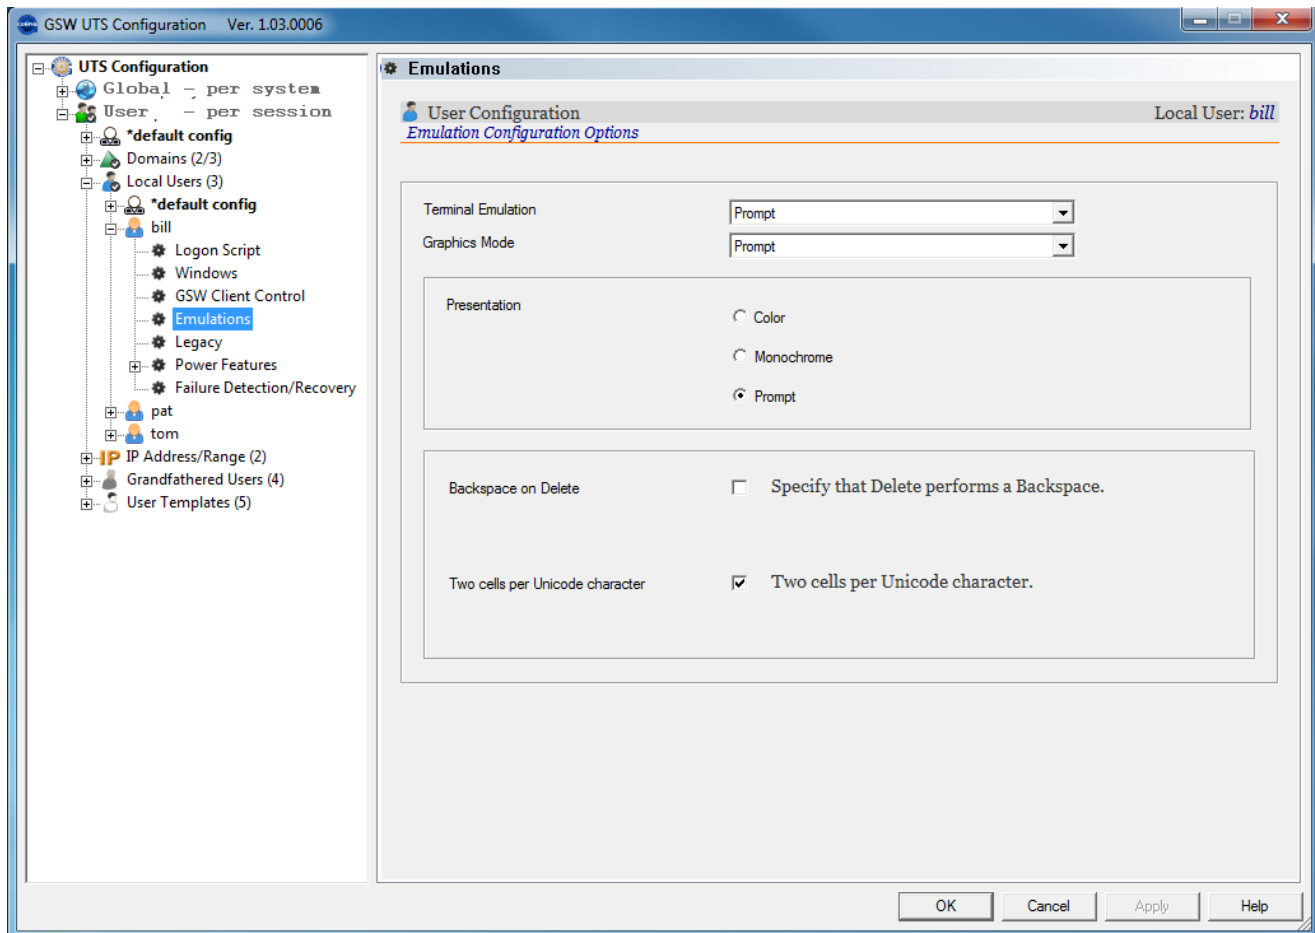 GSW UTS Configuration Ver. 1.03.0006
UTS Configuration
Global - per system
User - per session
*default config
Domains (2/3)
Local Users (3)
*default config
bill
Logon Script
Windows
GSW Client Control
Emulations
Legacy
Power Features
Failure Detection/Recovery
pat
tom
IP Address/Range (2)
Grandfathered Users (4)
User Templates (5)
Emulations
User Configuration Local User: bill
Emulation Configuration Options
Terminal Emulation Prompt
Graphics Mode Prompt
Presentation
Color
Monochrome
Prompt
Backspace on Delete Specify that Delete performs a Backspace.
Two cells per Unicode character Two cells per Unicode character.
OK Cancel Apply Help